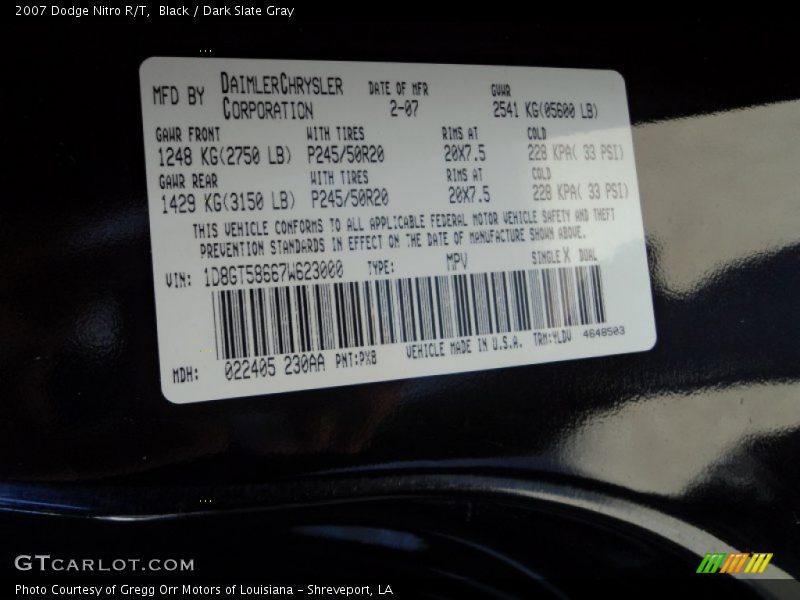 2007 Dodge Nitro R/T, Black / Dark Slate Gray
MFD BY DAIMLERCHRYSLER CORPORATION DATE OF MFR 2-07 GVWR 2541 KG(05600 LB)
GAWR FRONT WITH TIRES RIMS AT COLD
1248 KG(2750 LB) P245/50R20 20X7.5 228 KPA( 33 PSI)
GAWR REAR WITH TIRES RIMS AT COLD
1429 KG(3150 LB) P245/50R20 20X7.5 228 KPA( 33 PSI)
THIS VEHICLE CONFORMS TO ALL APPLICABLE FEDERAL MOTOR VEHICLE SAFETY AND THEFT
PREVENTION STANDARDS IN EFFECT ON THE DATE OF MANUFACTURE SHOWN ABOVE.
VIN: 1D8GT58667W623000 TYPE: MPV SINGLE X DUAL
MDH: 022405 230AA PNT:PX8 VEHICLE MADE IN U.S.A. TRM:YLDV 4648503
GTCARLOT.COM
Photo Courtesy of Gregg Orr Motors of Louisiana - Shreveport, LA